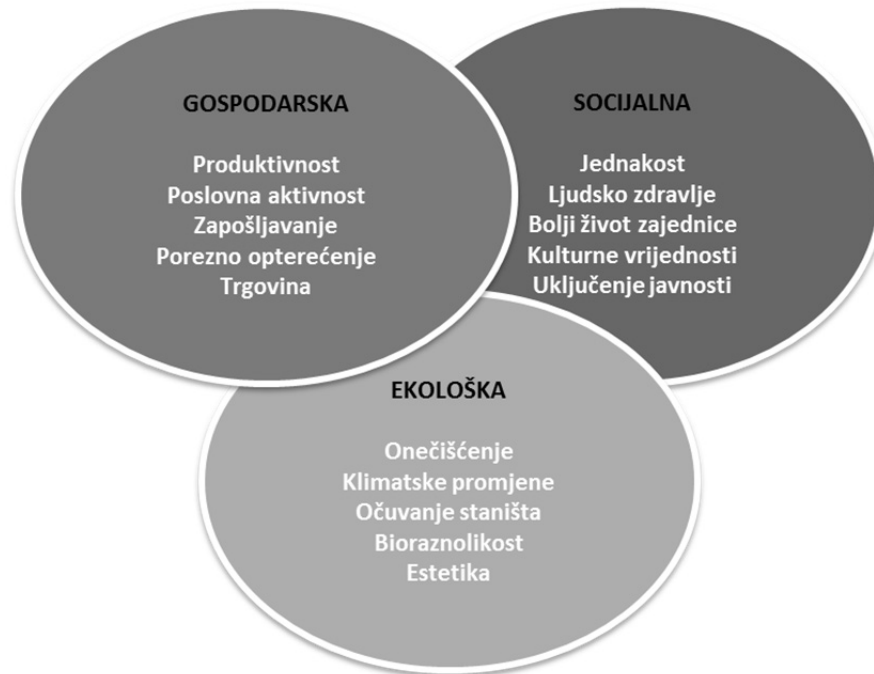 GOSPODARSKA
Produktivnost
Poslovna aktivnost
Zapošljavanje
Porezno opterećenje
Trgovina
SOCIJALNA
Jednakost
Ljudsko zdravlje
Bolji život zajednice
Kulturne vrijednosti
Uključenje javnosti
EKOLOŠKA
Onečišćenje
Klimatske promjene
Očuvanje staništa
Bioraznolikost
Estetika